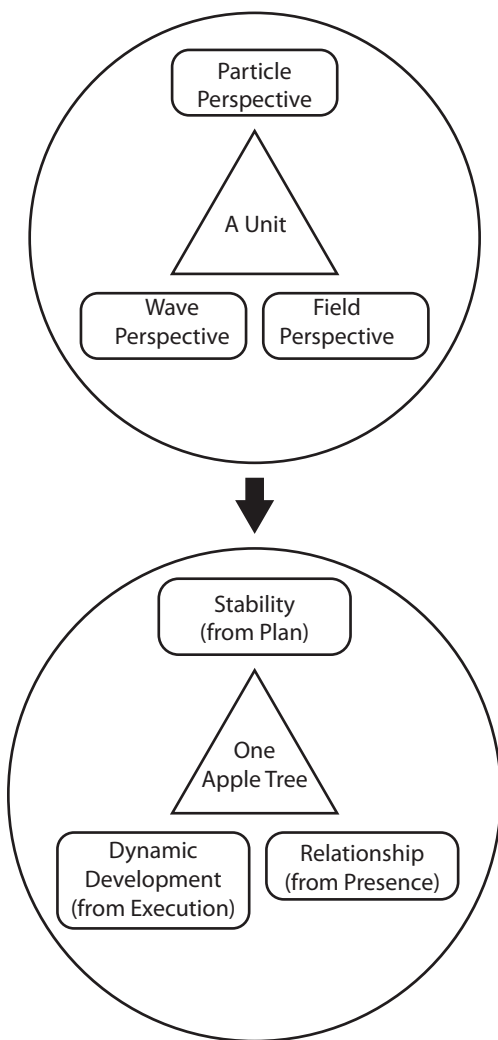 Particle
Perspective
A Unit
Wave
Perspective
Field
Perspective
Stability
(from Plan)
One
Apple Tree
Dynamic
Development
(from Execution)
Relationship
(from Presence)